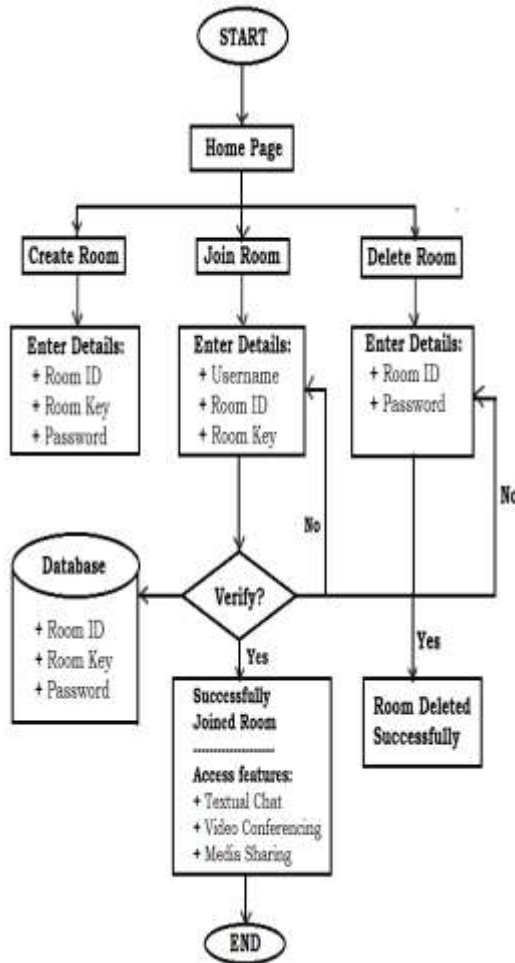 START
Home Page
Create Room
Join Room
Delete Room
Enter Details:
+ Room ID
+ Room Key
+ Password
Enter Details:
+ Username
+ Room ID
+ Room Key
Enter Details:
+ Room ID
+ Password
No
No
Database
+ Room ID
+ Room Key
+ Password
Verify?
Yes
Yes
Successfully
Joined Room
--------------------
Access features:
+ Textual Chat
+ Video Conferencing
+ Media Sharing
Room Deleted
Successfully
END